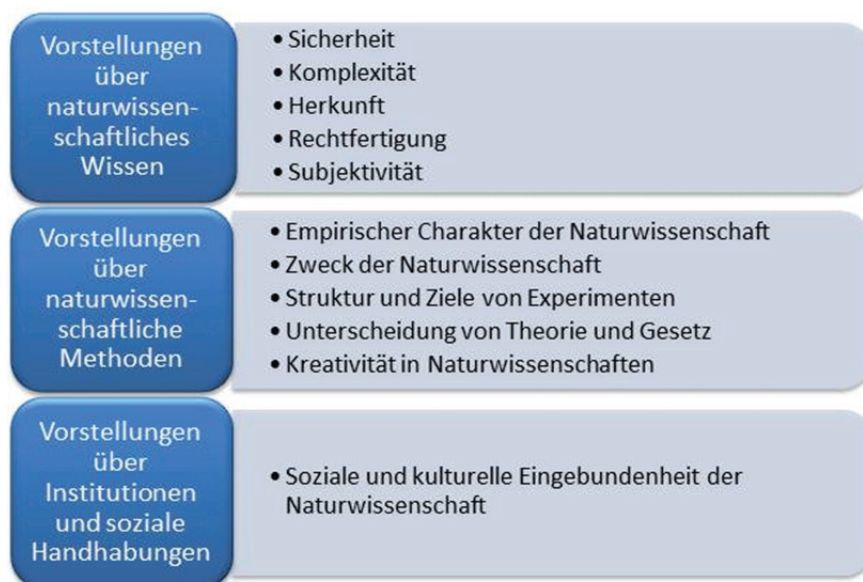 Vorstellungen
über
naturwissen-
schaftliches
Wissen
• Sicherheit
• Komplexität
• Herkunft
• Rechtfertigung
• Subjektivität
Vorstellungen
über
naturwissen-
schaftliche
Methoden
• Empirischer Charakter der Naturwissenschaft
• Zweck der Naturwissenschaft
• Struktur und Ziele von Experimenten
• Unterscheidung von Theorie und Gesetz
• Kreativität in Naturwissenschaften
Vorstellungen
über
Institutionen
und soziale
Handhabungen
• Soziale und kulturelle Eingebundenheit der
Naturwissenschaft